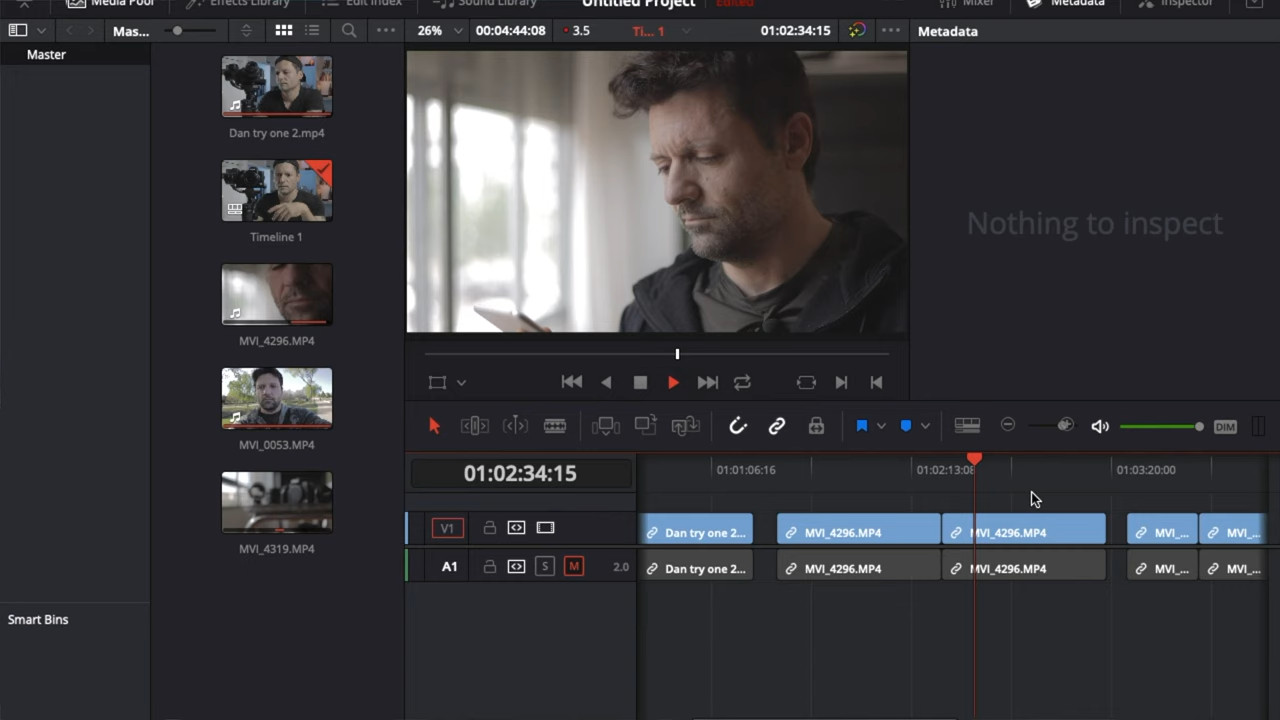 Media Pool
Effects Library
Edit Index
Sound Library
Untitled Project
Edited
Mixer
Metadata
Inspector
Mas...
26%
00:04:44:08
3.5
Ti... 1
01:02:34:15
Metadata
Master
Dan try one 2.mp4
Timeline 1
MVI_4296.MP4
MVI_0053.MP4
MVI_4319.MP4
Smart Bins
Nothing to inspect
DIM
01:02:34:15
01:01:06:16
01:02:13:08
01:03:20:00
V1
Dan try one 2...
MVI_4296.MP4
MVI_4296.MP4
MVI_...
MVI_...
A1
S
M
2.0
Dan try one 2...
MVI_4296.MP4
MVI_4296.MP4
MVI_...
MVI_...